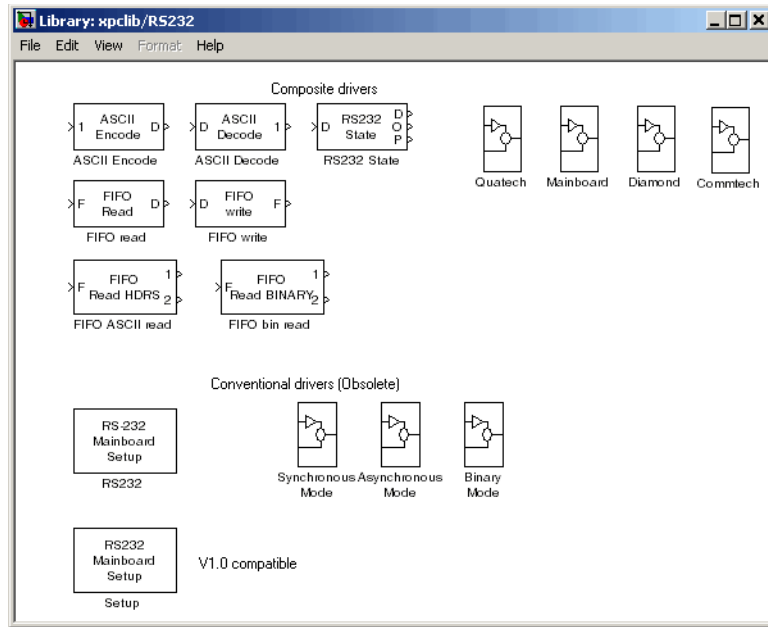 Library: xpclib/RS232
File Edit View Format Help
Composite drivers
1 ASCII Encode D
ASCII Encode
D ASCII Decode 1
ASCII Decode
D RS232 State D O P
RS232 State
Quatech
Mainboard
Diamond
Commtech
F FIFO Read D
FIFO read
D FIFO write F
FIFO write
F FIFO Read HDRS 1 2
FIFO ASCII read
F FIFO Read BINARY 1 2
FIFO bin read
Conventional drivers (Obsolete)
RS-232
Mainboard
Setup
RS232
Synchronous
Mode
Asynchronous
Mode
Binary
Mode
RS232
Mainboard
Setup
Setup
V1.0 compatible